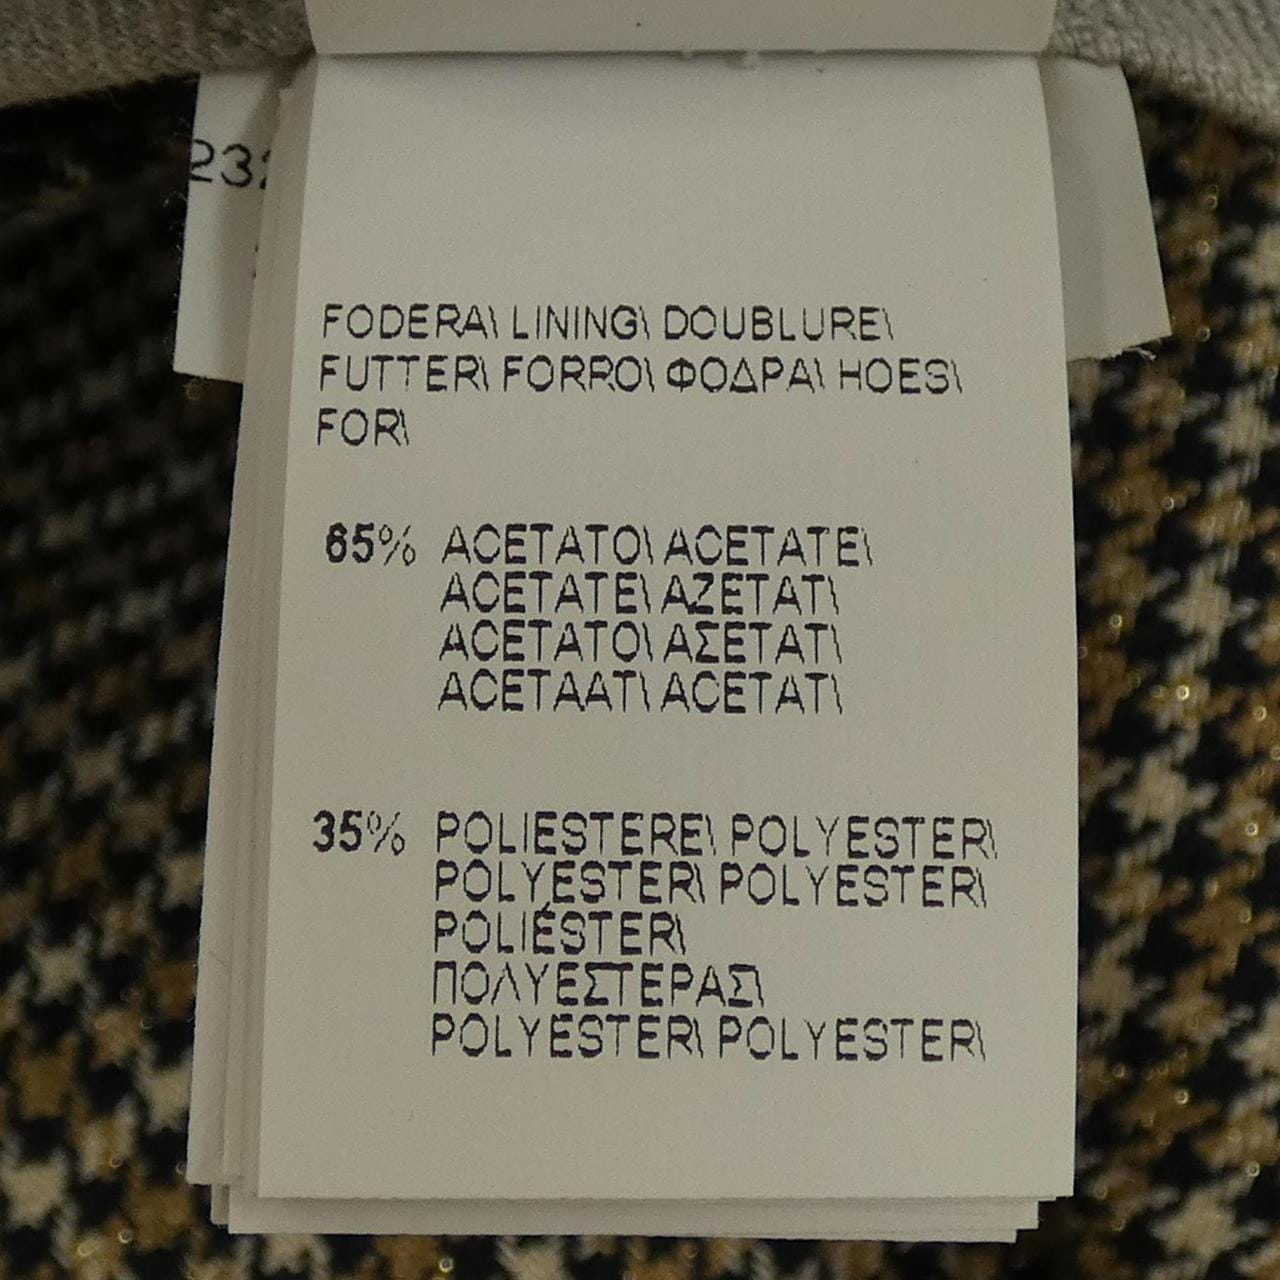 FODERA\ LINING\ DOUBLURE\
FUTTER\ FORRO\ ΦΟΔΡΑ\ HOES\
FOR\
65% ACETATO\ ACETATE\
ACETATE\ AZETAT\
ACETATO\ ΑΣΕΤΑΤ\
ACETAAT\ ACETAT\
35% POLIESTERE\ POLYESTER\
POLYESTER\ POLYESTER\
POLIÉSTER\
ΠΟΛΥΕΣΤΕΡΑΣ\
POLYESTER\ POLYESTER\